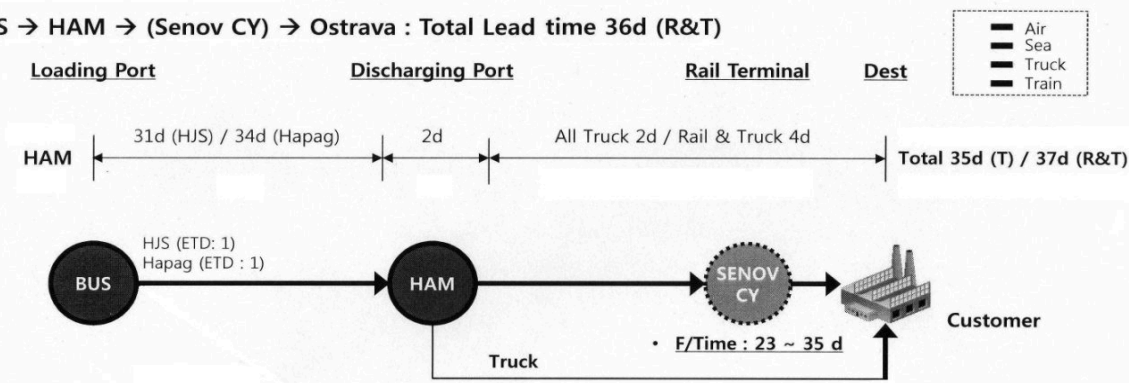 S → HAM → (Senov CY) → Ostrava : Total Lead time 36d (R&T)
Air
Sea
Truck
Train
Loading Port
Discharging Port
Rail Terminal
Dest
31d (HJS) / 34d (Hapag)
2d
All Truck 2d / Rail & Truck 4d
HAM
Total 35d (T) / 37d (R&T)
HJS (ETD: 1)
Hapag (ETD : 1)
BUS
HAM
SENOV
CY
Customer
• F/Time : 23 ~ 35 d
Truck